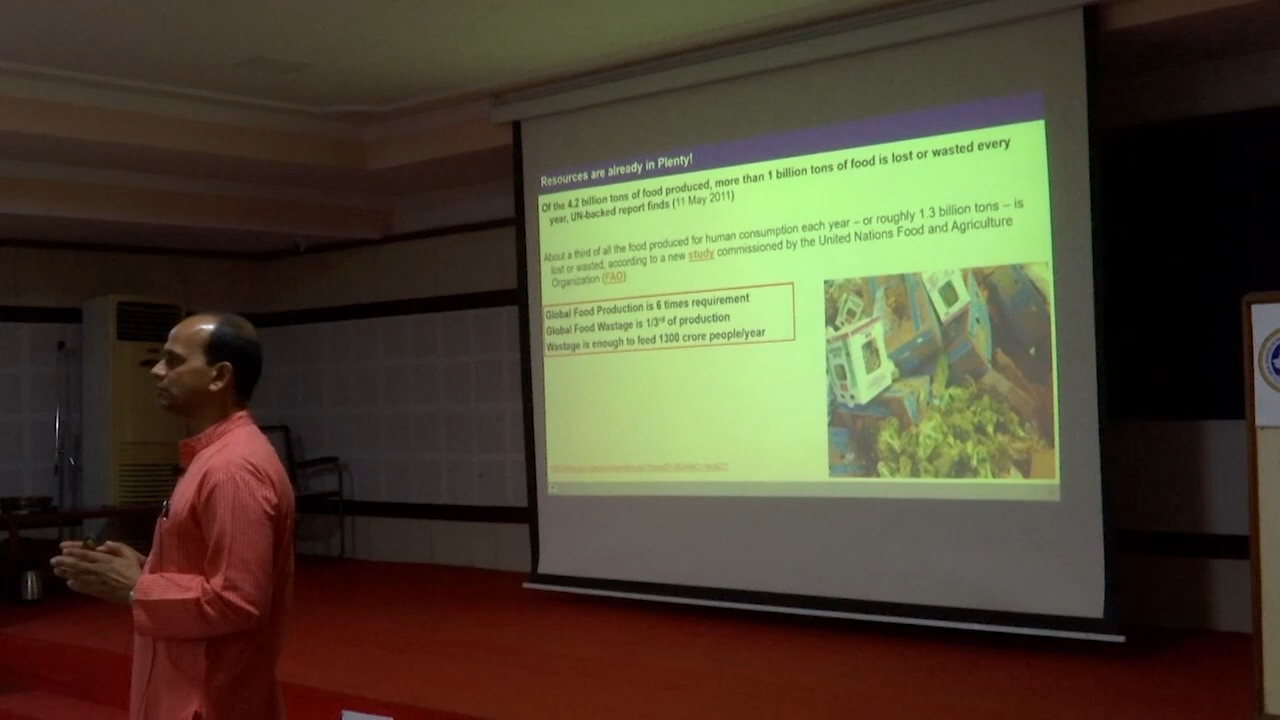 Resources are already in Plenty!
Of the 4.2 billion tons of food produced, more than 1 billion tons of food is lost or wasted every
year, UN-backed report finds (11 May 2011)
About a third of all the food produced for human consumption each year – or roughly 1.3 billion tons – is
lost or wasted, according to a new study commissioned by the United Nations Food and Agriculture
Organization (FAO)
Global Food Production is 6 times requirement
Global Food Wastage is 1/3rd of production
Wastage is enough to feed 1300 crore people/year